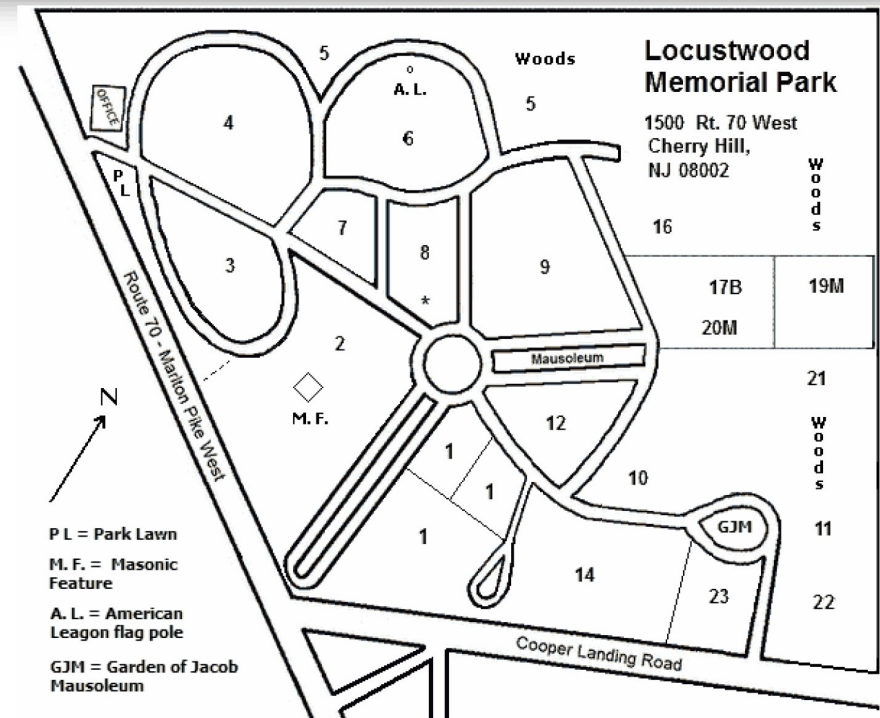 Locustwood
Memorial Park
1500 Rt. 70 West
Cherry Hill,
NJ 08002
Woods
Woods
Woods
OFFICE
P
L
4
5
A. L.
6
5
7
8
*
9
3
2
M. F.
16
17B
20M
19M
21
Mausoleum
12
10
1
1
1
GJM
11
14
23
22
Route 70 - Marlton Pike West
Cooper Landing Road
N
P L = Park Lawn
M. F. = Masonic
Feature
A. L. = American
Leagon flag pole
GJM = Garden of Jacob
Mausoleum